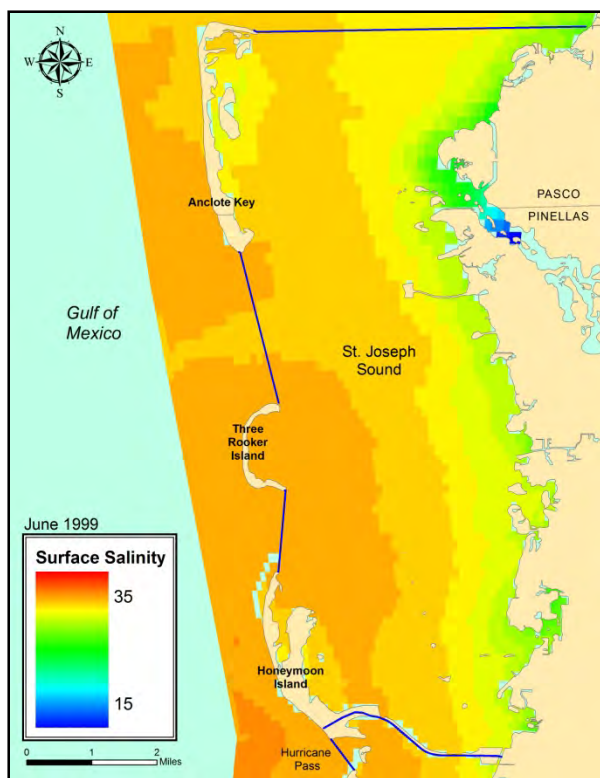 N
W E
S
Anclote Key
PASCO
PINELLAS
Gulf of
Mexico
St. Joseph
Sound
Three
Rooker
Island
June 1999
Surface Salinity
35
15
Honeymoon
Island
Hurricane
Pass
0 1 2
Miles